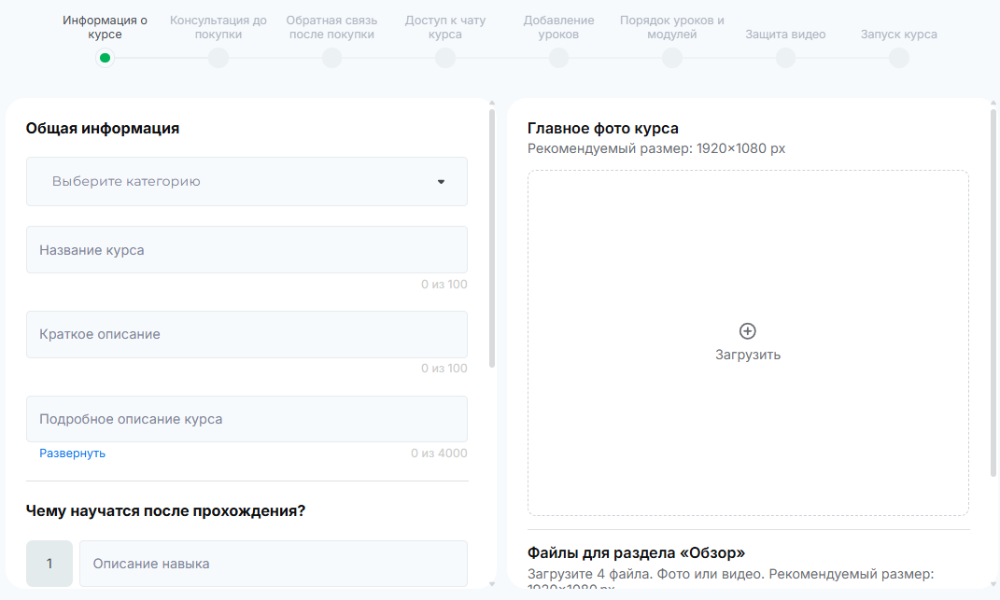 Информация о
курсе
Консультация до
покупки
Обратная связь
после покупки
Доступ к чату
курса
Добавление
уроков
Порядок уроков и
модулей
Защита видео
Запуск курса
Общая информация
Выберите категорию
Название курса
0 из 100
Краткое описание
0 из 100
Подробное описание курса
Развернуть
0 из 4000
Чему научатся после прохождения?
1
Описание навыка
Главное фото курса
Рекомендуемый размер: 1920×1080 px
Загрузить
Файлы для раздела «Обзор»
Загрузите 4 файла. Фото или видео. Рекомендуемый размер:
1920×1080 px